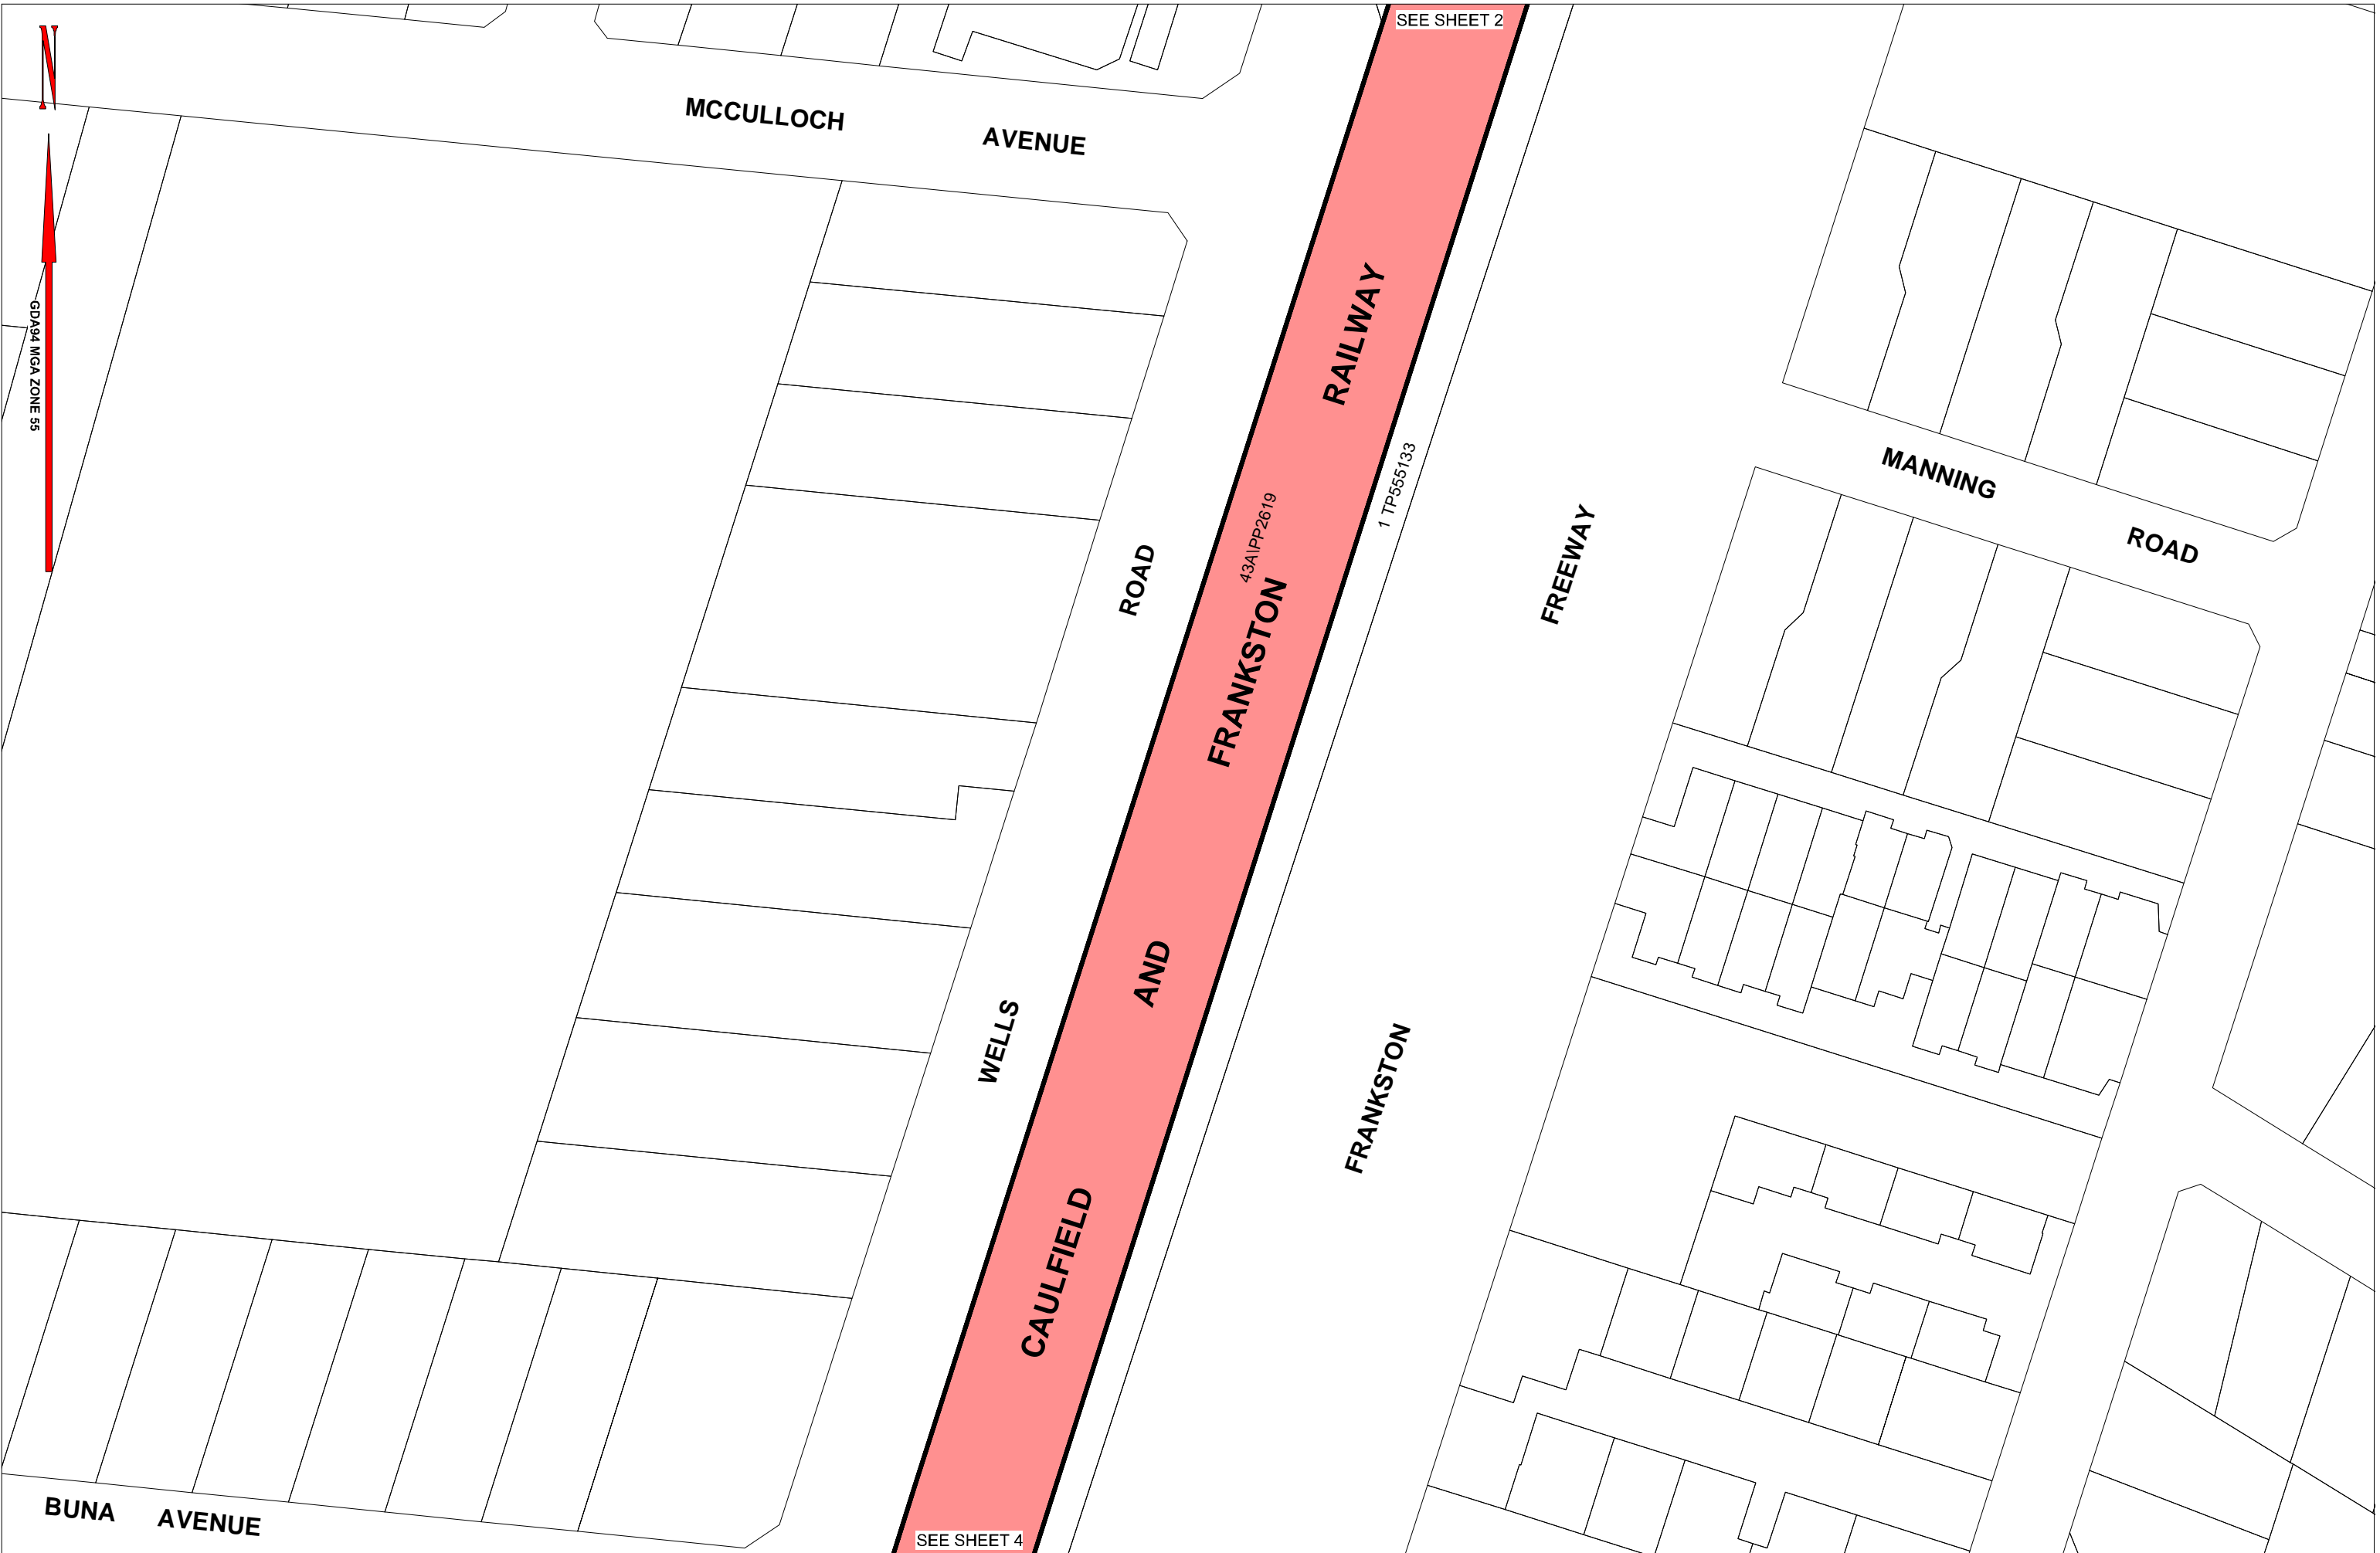 SEE SHEET 2
N
GDA94 MGA ZONE 55
MCCULLOCH AVENUE
CAULFIELD AND FRANKSTON RAILWAY
43A\PP2619
1 TP555133
WELLS ROAD
FRANKSTON FREEWAY
MANNING ROAD
BUNA AVENUE
SEE SHEET 4